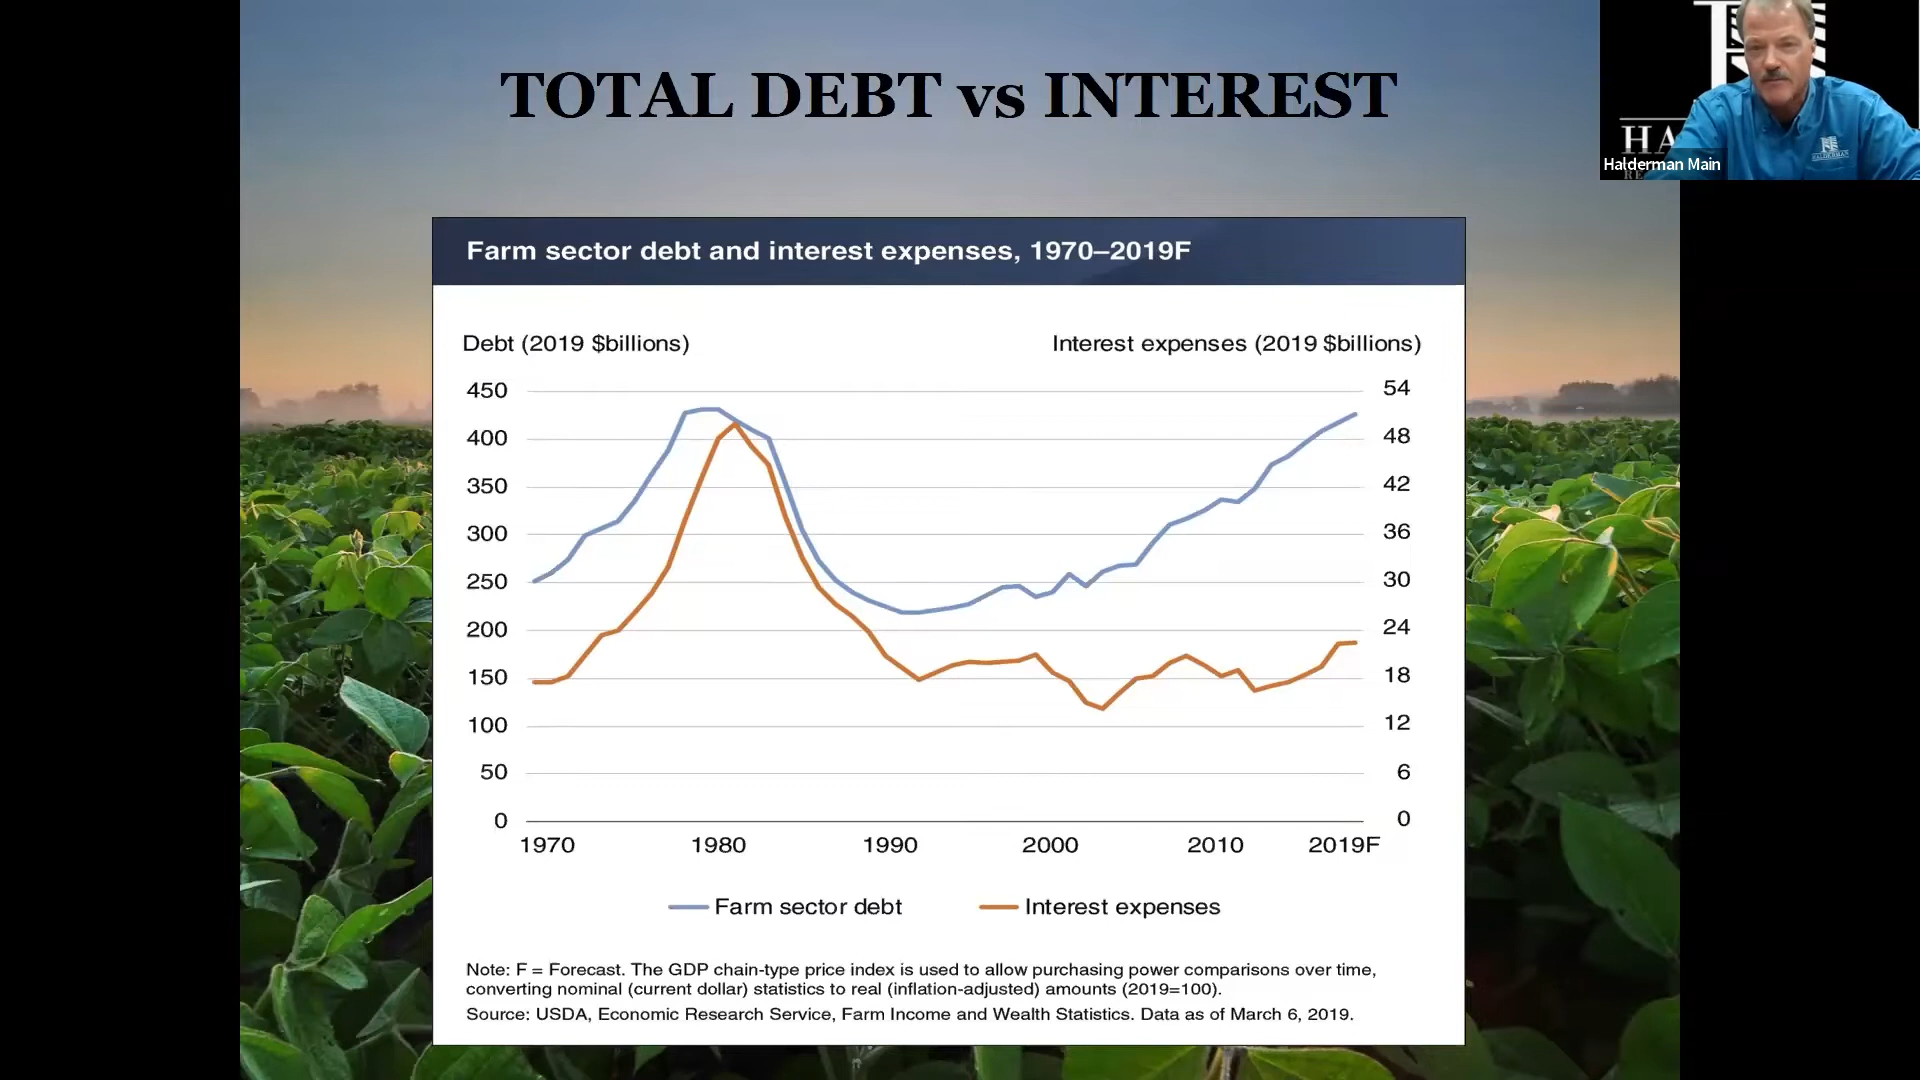 TOTAL DEBT vs INTEREST
Halderman Main
HALDERMAN
Farm sector debt and interest expenses, 1970–2019F
Debt (2019 $billions)
Interest expenses (2019 $billions)
450
400
350
300
250
200
150
100
50
0
54
48
42
36
30
24
18
12
6
0
1970 1980 1990 2000 2010 2019F
Farm sector debt
Interest expenses
Note: F = Forecast. The GDP chain-type price index is used to allow purchasing power comparisons over time,
converting nominal (current dollar) statistics to real (inflation-adjusted) amounts (2019=100).
Source: USDA, Economic Research Service, Farm Income and Wealth Statistics. Data as of March 6, 2019.